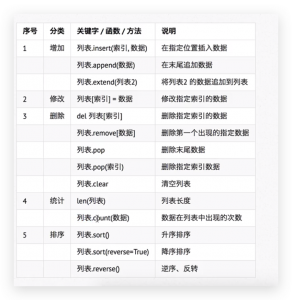 序号 分类 关键字 / 函数 / 方法 说明
1 增加 列表.insert(索引, 数据) 在指定位置插入数据
列表.append(数据) 在末尾追加数据
列表.extend(列表2) 将列表2 的数据追加到列表
2 修改 列表[索引] = 数据 修改指定索引的数据
3 删除 del 列表[索引] 删除指定索引的数据
列表.remove[数据] 删除第一个出现的指定数据
列表.pop 删除末尾数据
列表.pop(索引) 删除指定索引数据
列表.clear 清空列表
4 统计 len(列表) 列表长度
列表.count(数据) 数据在列表中出现的次数
5 排序 列表.sort() 升序排序
列表.sort(reverse=True) 降序排序
列表.reverse() 逆序、反转